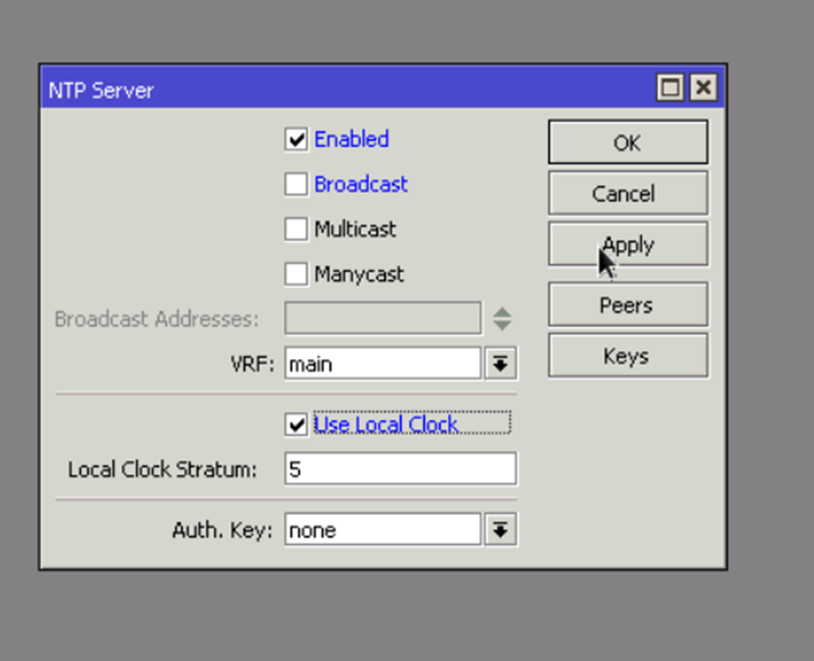 NTP Server
Enabled
Broadcast
Multicast
Manycast
Broadcast Addresses:
VRF: main
Use Local Clock
Local Clock Stratum: 5
Auth. Key: none
OK
Cancel
Apply
Peers
Keys